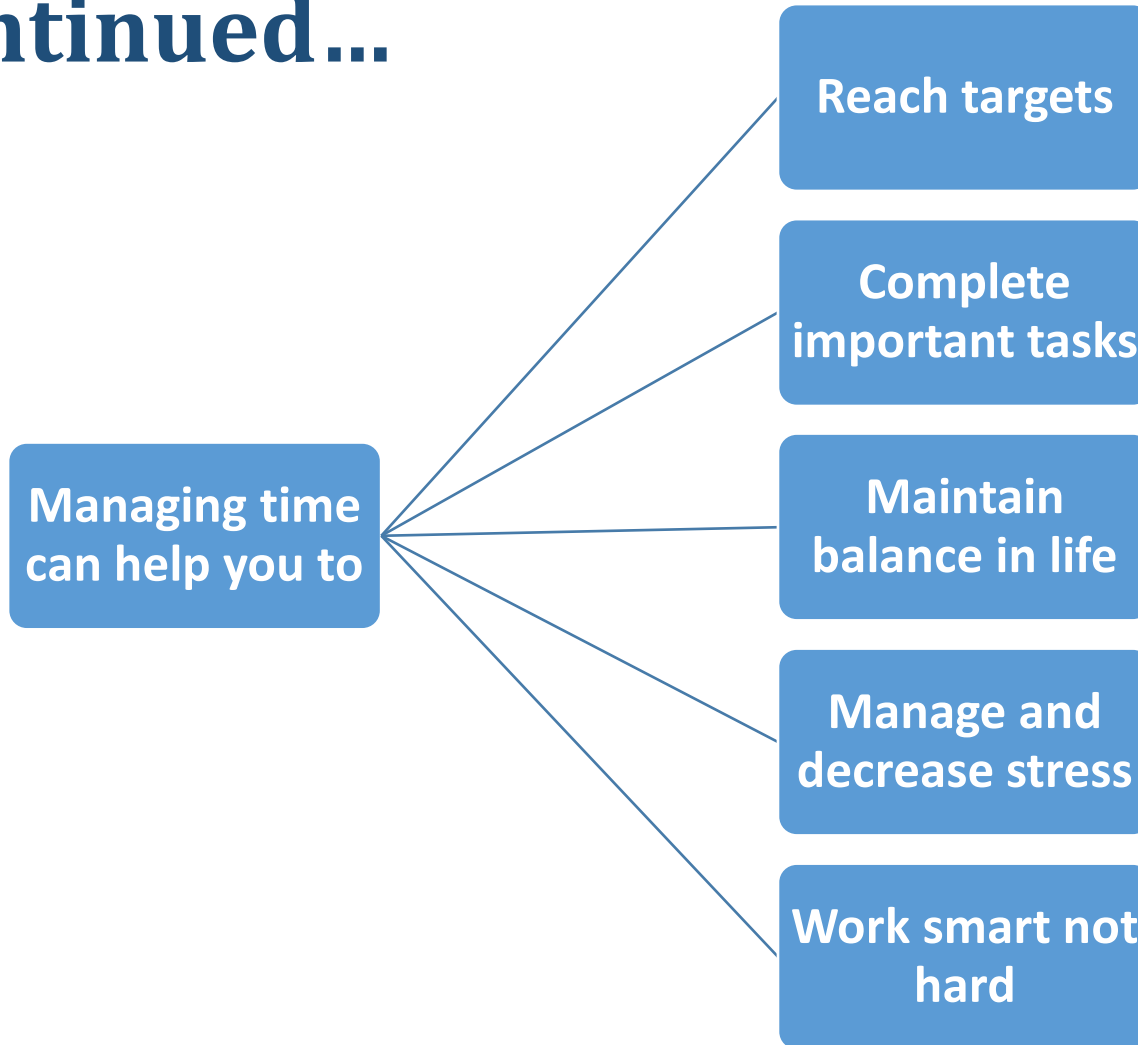 ntinued…
Reach targets
Complete
important tasks
Maintain
balance in life
Managing time
can help you to
Manage and
decrease stress
Work smart not
hard